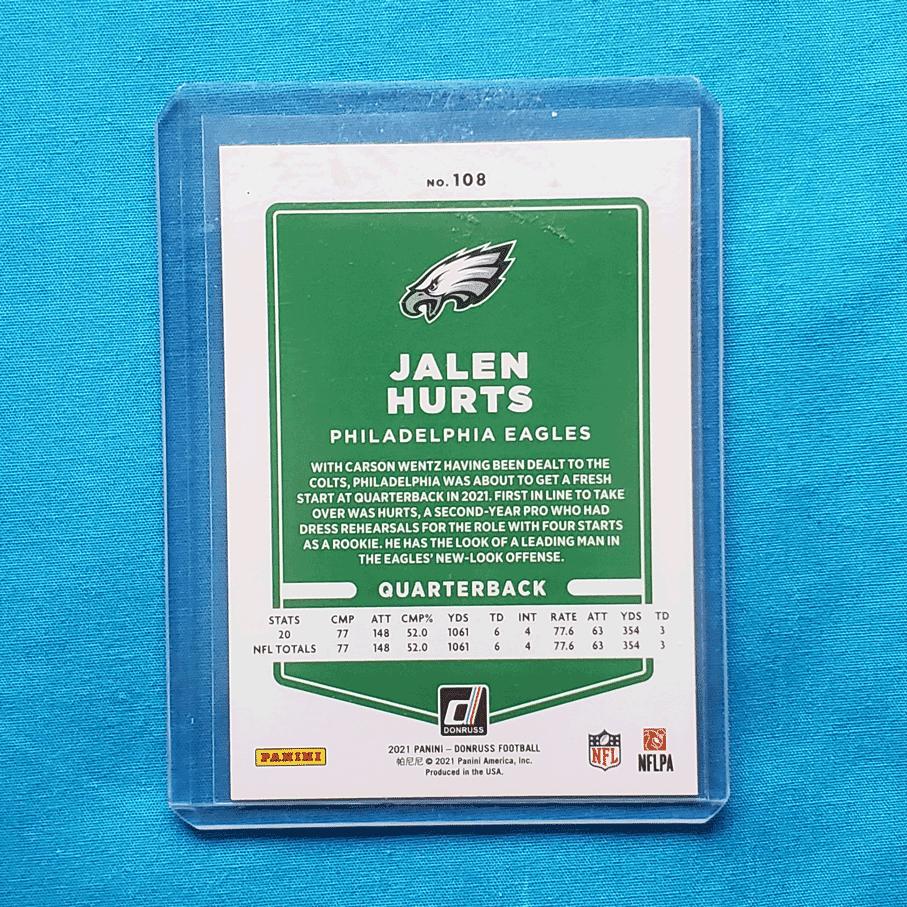 NO. 108
JALEN
HURTS
PHILADELPHIA EAGLES
WITH CARSON WENTZ HAVING BEEN DEALT TO THE
COLTS, PHILADELPHIA WAS ABOUT TO GET A FRESH
START AT QUARTERBACK IN 2021. FIRST IN LINE TO TAKE
OVER WAS HURTS, A SECOND-YEAR PRO WHO HAD
DRESS REHEARSALS FOR THE ROLE WITH FOUR STARTS
AS A ROOKIE. HE HAS THE LOOK OF A LEADING MAN IN
THE EAGLES' NEW-LOOK OFFENSE.
QUARTERBACK
STATS CMP ATT CMP% YDS TD INT RATE ATT YDS TD
20 77 148 52.0 1061 6 4 77.6 63 354 3
NFL TOTALS 77 148 52.0 1061 6 4 77.6 63 354 3
d
DONRUSS
PANINI
2021 PANINI – DONRUSS FOOTBALL
帕尼尼 © 2021 Panini America, Inc.
Produced in the USA.
NFL
NFLPA